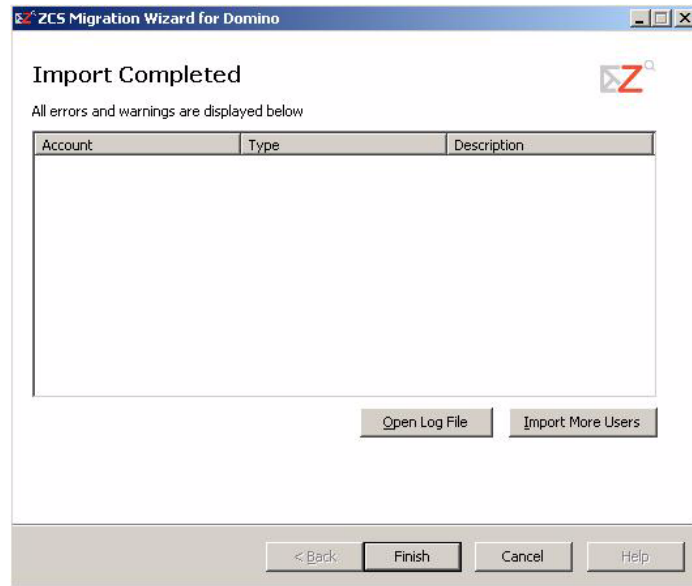 ZCS Migration Wizard for Domino
Import Completed
Z
All errors and warnings are displayed below
Account Type Description
Open Log File Import More Users
< Back Finish Cancel Help